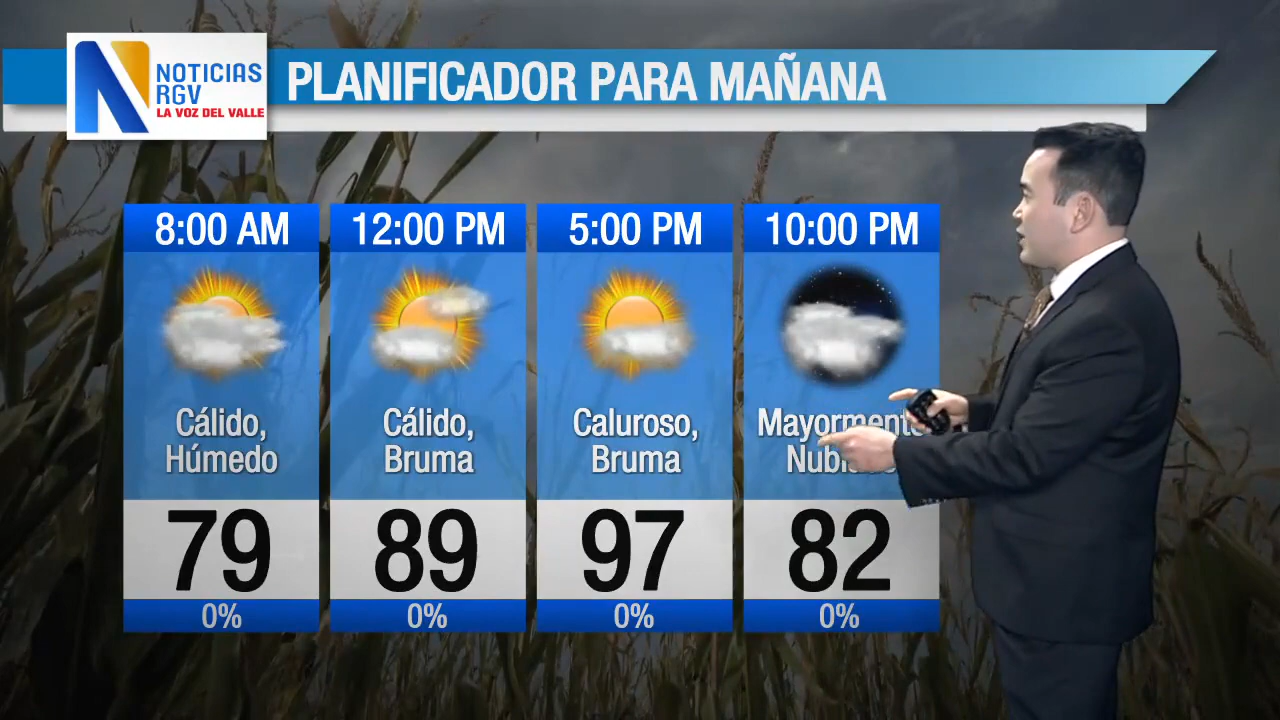 NOTICIAS
RGV
LA VOZ DEL VALLE
PLANIFICADOR PARA MAÑANA
8:00 AM
Cálido,
Húmedo
79
0%
12:00 PM
Cálido,
Bruma
89
0%
5:00 PM
Caluroso,
Bruma
97
0%
10:00 PM
Mayormente
82
0%